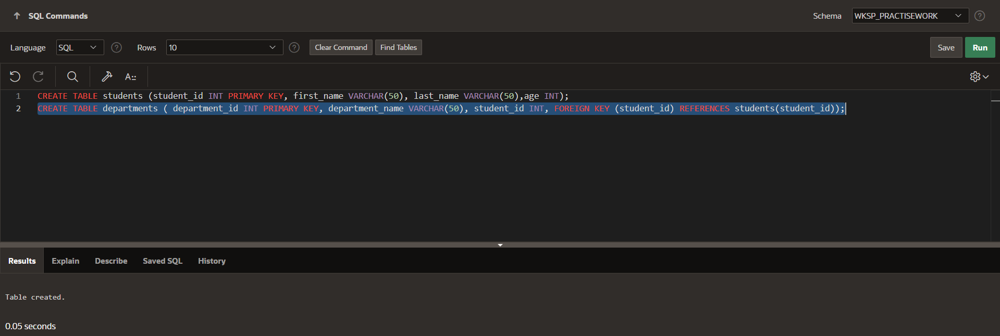 SQL Commands Schema WKSP_PRACTISEWORK ?
Language SQL ? Rows 10 ? Clear Command Find Tables Save Run
A::
1 CREATE TABLE students (student_id INT PRIMARY KEY, first_name VARCHAR(50), last_name VARCHAR(50),age INT);
2 CREATE TABLE departments ( department_id INT PRIMARY KEY, department_name VARCHAR(50), student_id INT, FOREIGN KEY (student_id) REFERENCES students(student_id));
Results Explain Describe Saved SQL History
Table created.
0.05 seconds